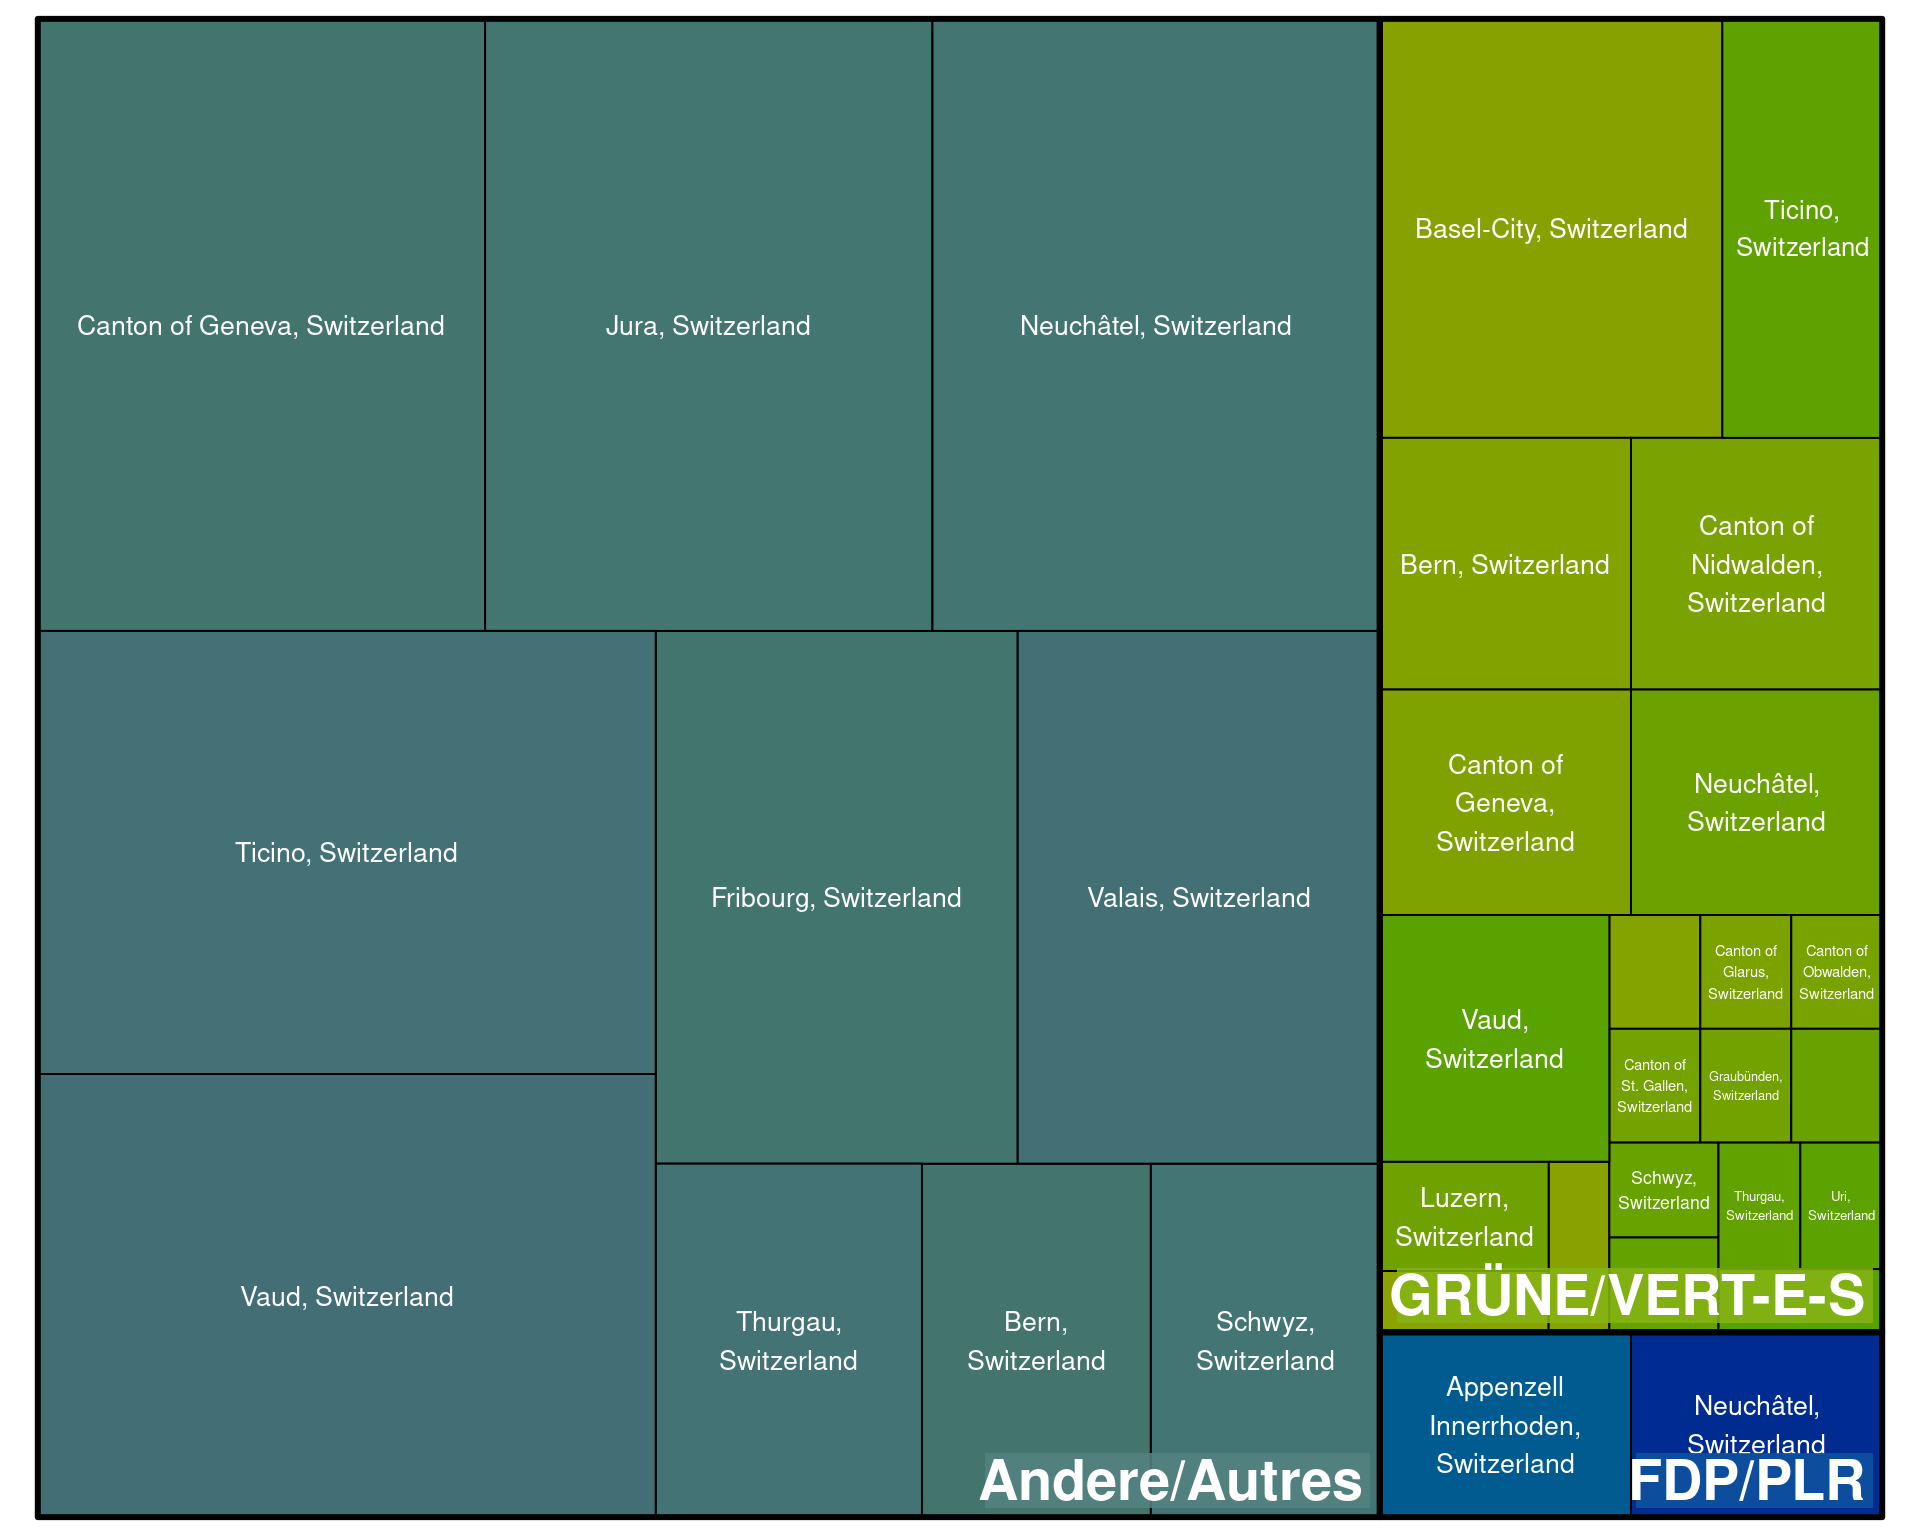 Canton of Geneva, Switzerland
Jura, Switzerland
Neuchâtel, Switzerland
Ticino, Switzerland
Fribourg, Switzerland
Valais, Switzerland
Vaud, Switzerland
Thurgau,
Switzerland
Bern,
Switzerland
Schwyz,
Switzerland
Andere/Autres
Basel-City, Switzerland
Ticino,
Switzerland
Bern, Switzerland
Canton of
Nidwalden,
Switzerland
Canton of
Geneva,
Switzerland
Neuchâtel,
Switzerland
Vaud,
Switzerland
Canton of
Glarus,
Switzerland
Canton of
Obwalden,
Switzerland
Canton of
St. Gallen,
Switzerland
Graubünden,
Switzerland
Luzern,
Switzerland
Schwyz,
Switzerland
Thurgau,
Switzerland
Uri,
Switzerland
GRÜNE/VERT-E-S
Appenzell
Innerrhoden,
Switzerland
Neuchâtel,
Switzerland
FDP/PLR